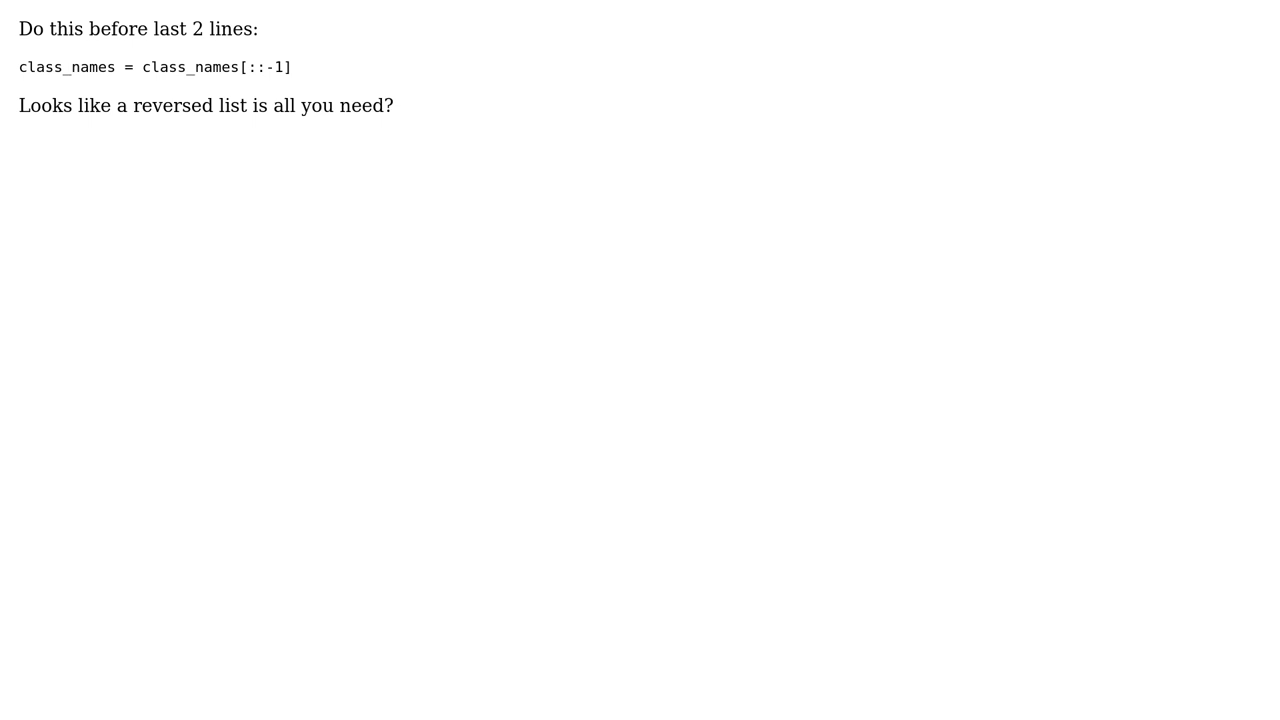 Do this before last 2 lines:
class_names = class_names[::-1]
Looks like a reversed list is all you need?